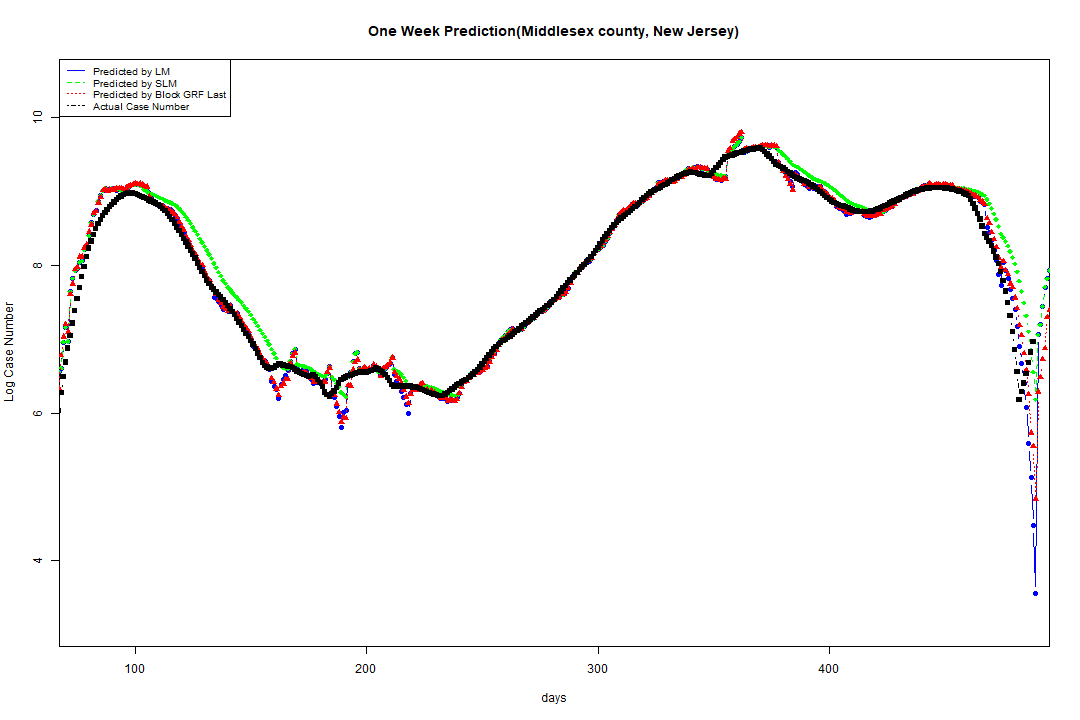 One Week Prediction(Middlesex county, New Jersey)
Predicted by LM
Predicted by SLM
Predicted by Block GRF Last
Actual Case Number
10
8
6
4
Log Case Number
100 200 300 400
days